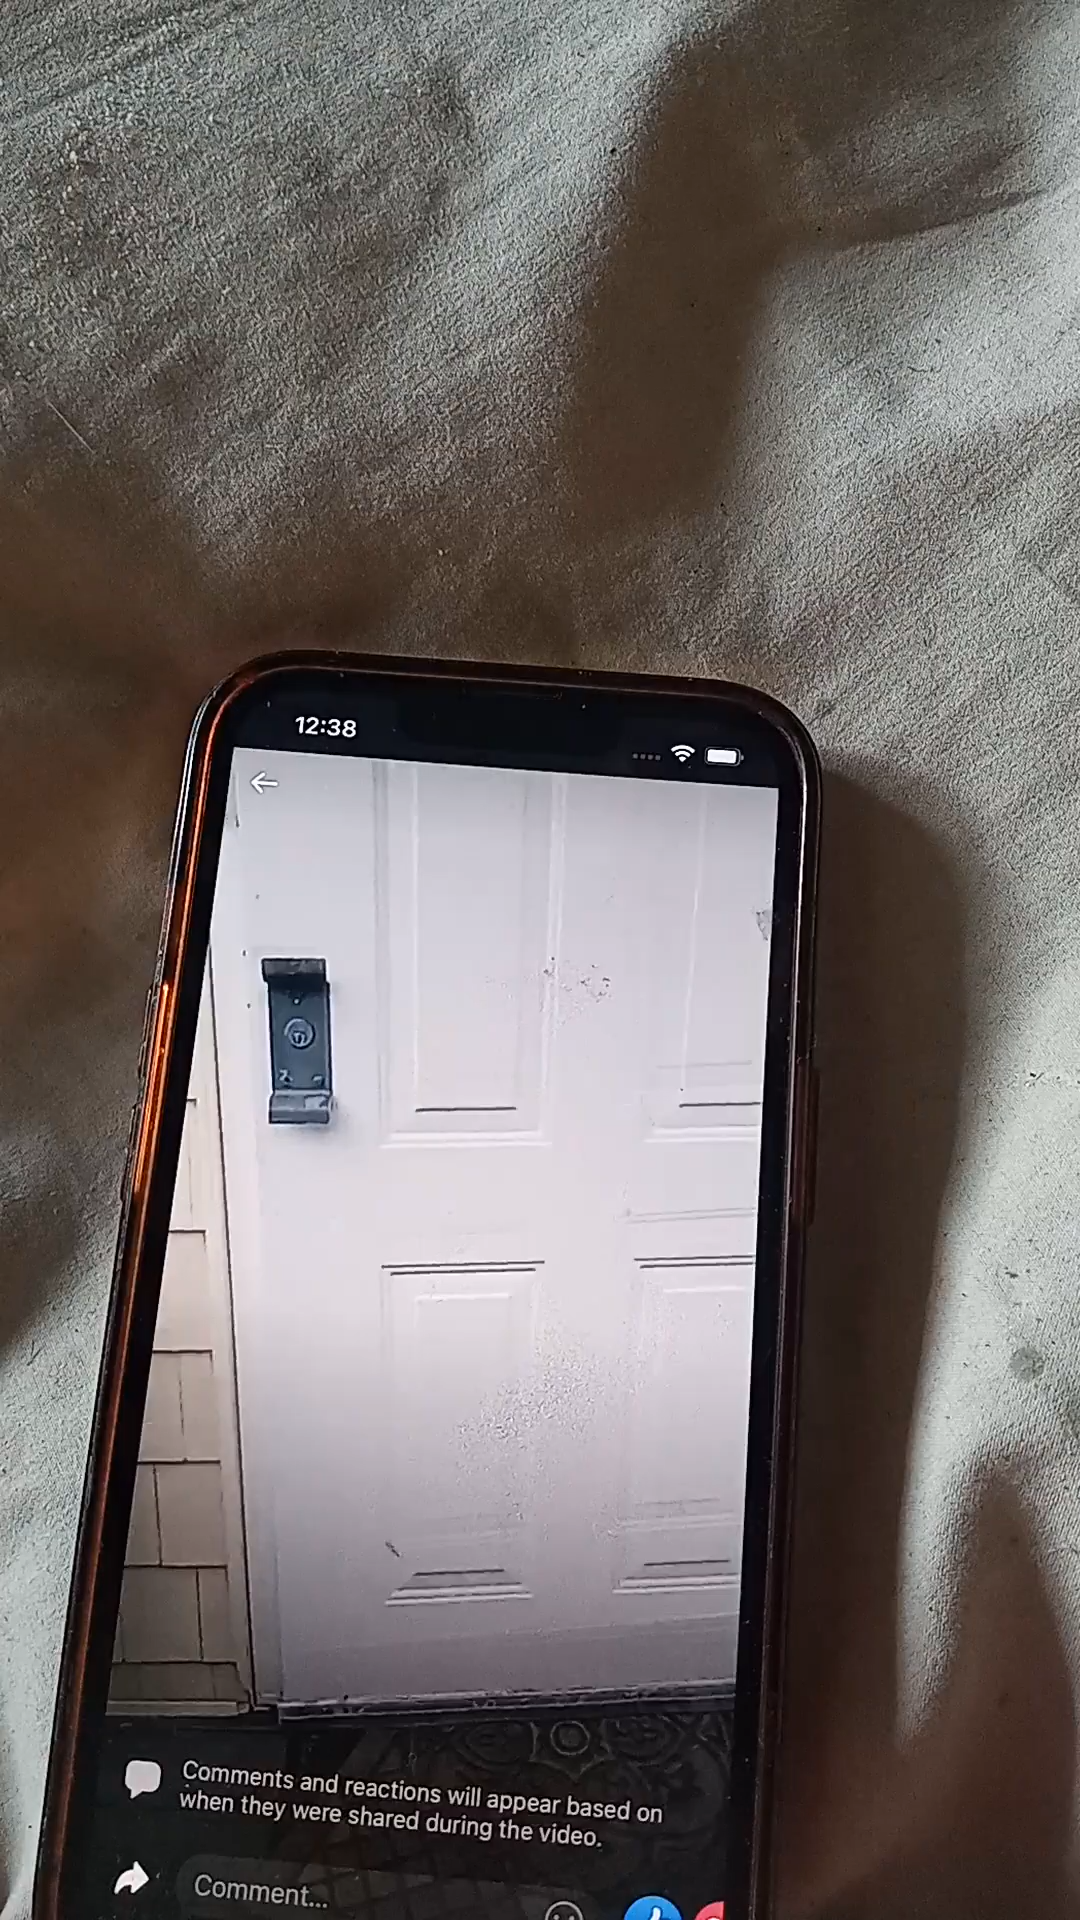 12:38
Comments and reactions will appear based on
when they were shared during the video.
Comment...